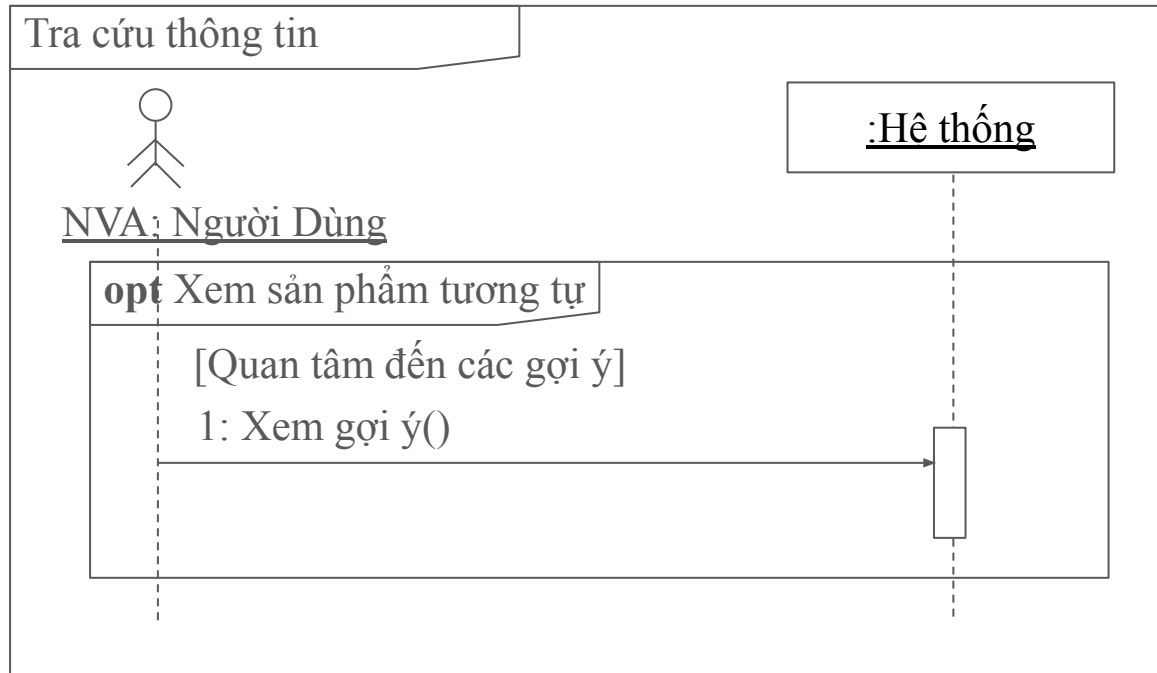 Tra cứu thông tin
:Hê thống
NVA: Người Dùng
opt Xem sản phẩm tương tự
[Quan tâm đến các gợi ý]
1: Xem gợi ý()